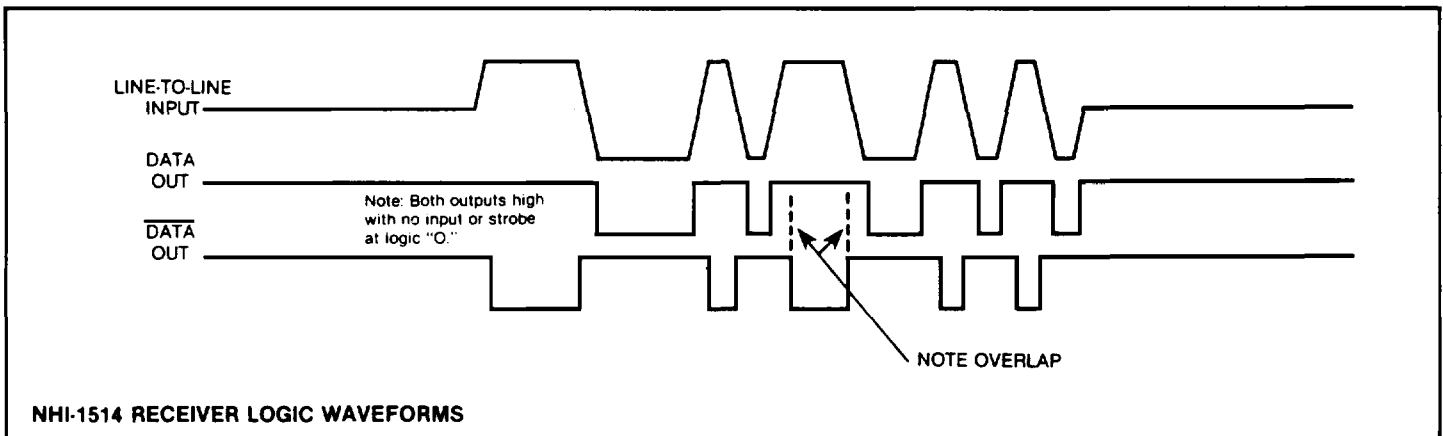 LINE-TO-LINE
INPUT
DATA
OUT
Note: Both outputs high
with no input or strobe
at logic "O."
DATA
OUT
NOTE OVERLAP
NHI-1514 RECEIVER LOGIC WAVEFORMS